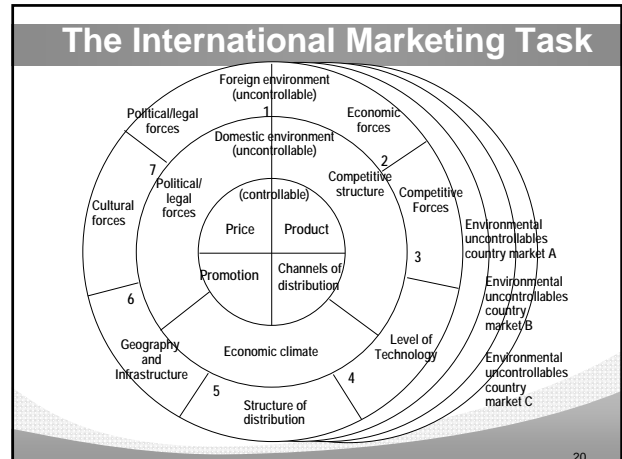 The International Marketing Task
Foreign environment
(uncontrollable)
1
Political/legal
forces
Economic
forces
Domestic environment
(uncontrollable)
2
7
Political/
legal
forces
Competitive
structure
(controllable)
Cultural
forces
Competitive
Forces
Price
Product
Environmental
uncontrollables
country market A
3
Promotion
Channels of
distribution
Environmental
uncontrollables
country
market B
6
Geography
and
Infrastructure
Economic climate
Level of
Technology
Environmental
uncontrollables
country
market C
5
4
Structure of
distribution
20